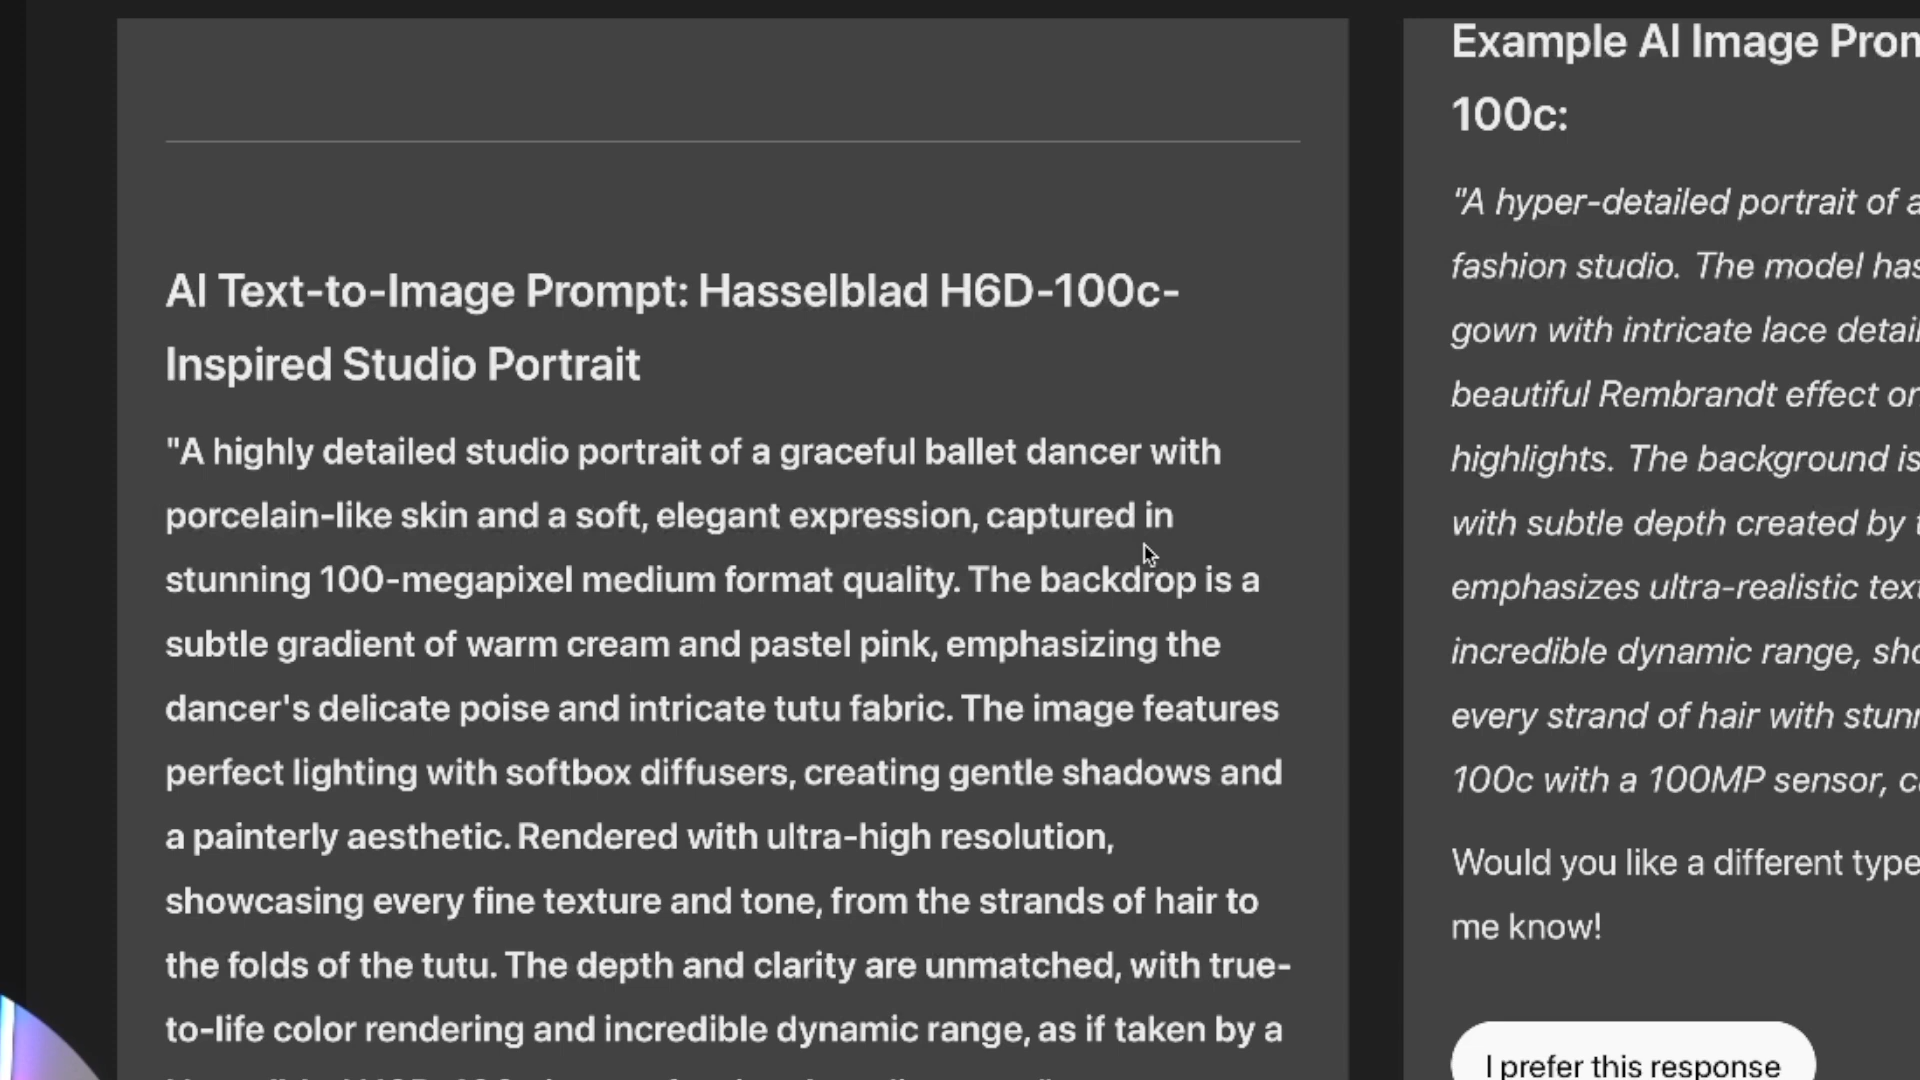 AI Text-to-Image Prompt: Hasselblad H6D-100c-
Inspired Studio Portrait
"A highly detailed studio portrait of a graceful ballet dancer with
porcelain-like skin and a soft, elegant expression, captured in
stunning 100-megapixel medium format quality. The backdrop is a
subtle gradient of warm cream and pastel pink, emphasizing the
dancer's delicate poise and intricate tutu fabric. The image features
perfect lighting with softbox diffusers, creating gentle shadows and
a painterly aesthetic. Rendered with ultra-high resolution,
showcasing every fine texture and tone, from the strands of hair to
the folds of the tutu. The depth and clarity are unmatched, with true-
to-life color rendering and incredible dynamic range, as if taken by a
Example AI Image
100c:
"A hyper-detailed portrait of
fashion studio. The model
gown with intricate lace
beautiful Rembrandt effect
highlights. The background is
with subtle depth created by
emphasizes ultra-realistic
incredible dynamic range,
every strand of hair with
100c with a 100MP sensor,
Would you like a different type
me know!
I prefer this response